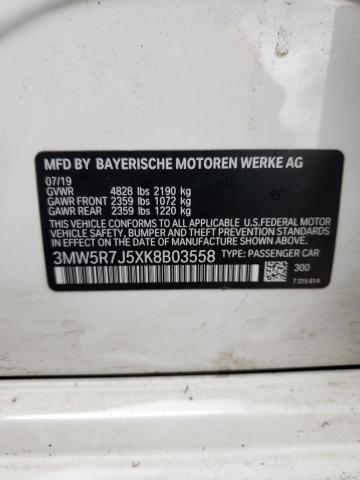 MFD BY BAYERISCHE MOTOREN WERKE AG
07/19
GVWR 4828 lbs 2190 kg
GAWR FRONT 2359 lbs 1072 kg
GAWR REAR 2359 lbs 1220 kg
THIS VEHICLE CONFORMS TO ALL APPLICABLE U.S.FEDERAL MOTOR
VEHICLE SAFETY, BUMPER, AND THEFT PREVENTION STANDARDS IN
EFFECT ON THE DATE OF MANUFACTURE SHOWN ABOVE.
3MW5R7J5XK8B03558 TYPE: PASSENGER CAR
300
7 315 814